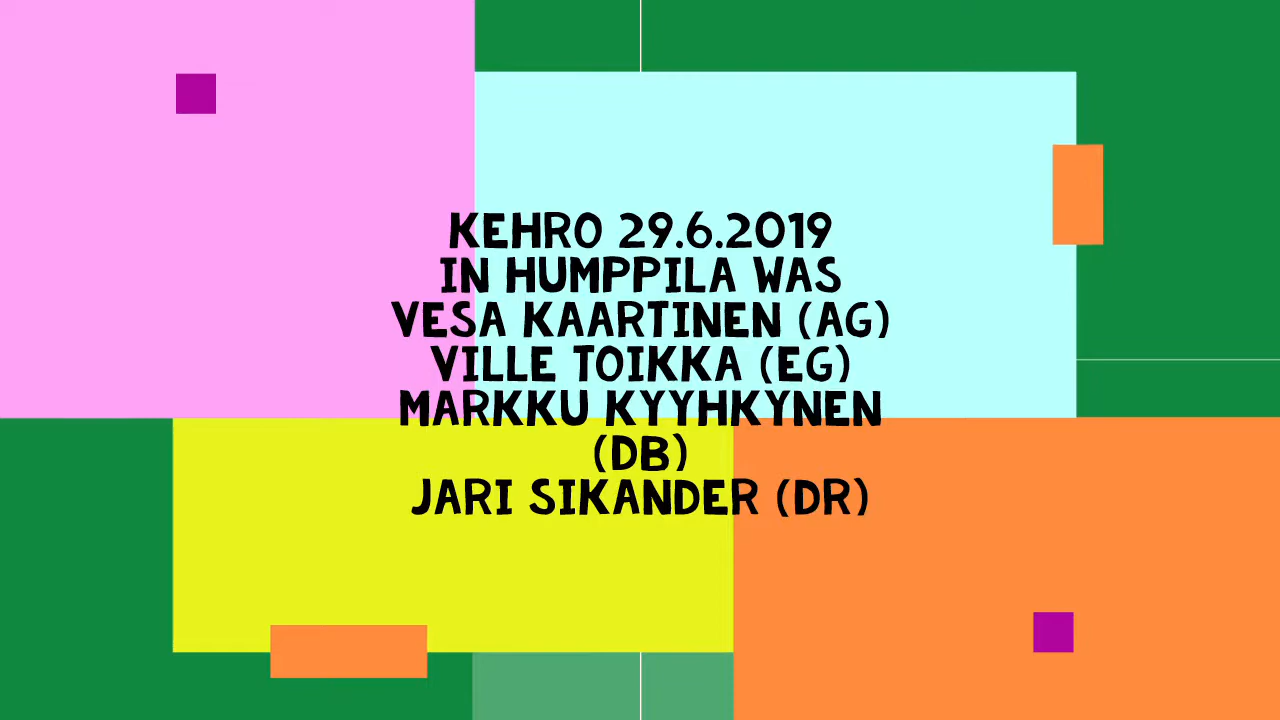 KEHRO 29.6.2019
IN HUMPPILA WAS
VESA KAARTINEN (AG)
VILLE TOIKKA (EG)
MARKKU KYYHKYNEN
(DB)
JARI SIKANDER (DR)